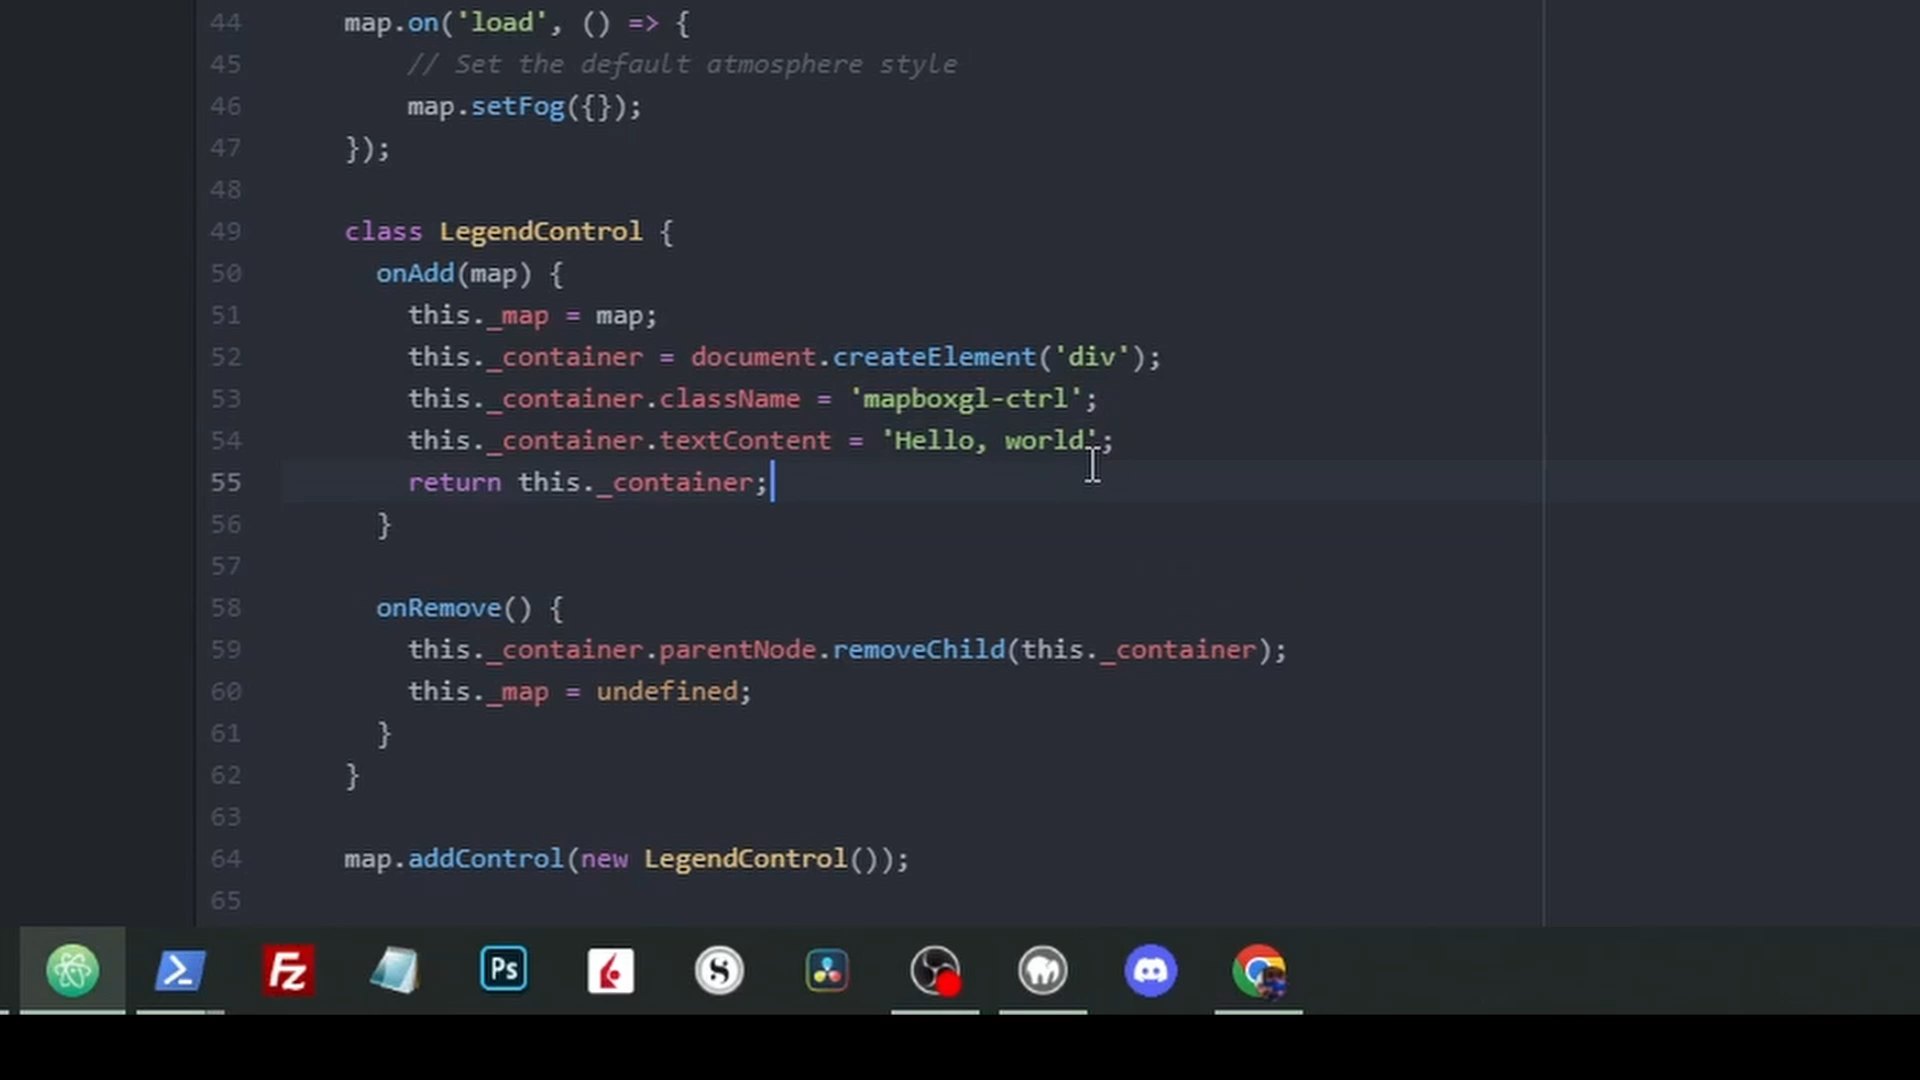 44 map.on('load', () => {
45 // Set the default atmosphere style
46 map.setFog({});
47 });
48
49 class LegendControl {
50 onAdd(map) {
51 this._map = map;
52 this._container = document.createElement('div');
53 this._container.className = 'mapboxgl-ctrl';
54 this._container.textContent = 'Hello, world';
55 return this._container;
56 }
57
58 onRemove() {
59 this._container.parentNode.removeChild(this._container);
60 this._map = undefined;
61 }
62 }
63
64 map.addControl(new LegendControl());
65
Fz Ps S